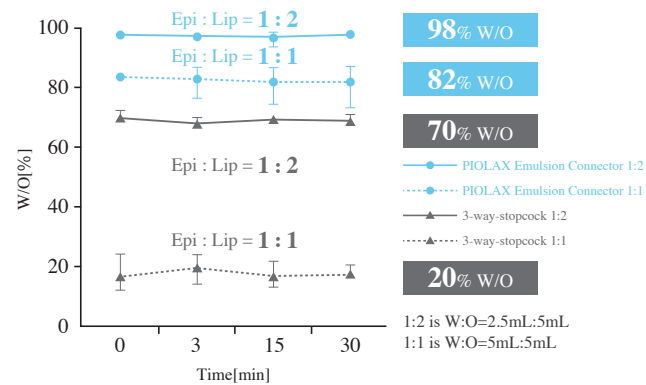 Epi : Lip = 1 : 2
98% W/O
Epi : Lip = 1 : 1
82% W/O
70% W/O
Epi : Lip = 1 : 2
PIOLAX Emulsion Connector 1:2
PIOLAX Emulsion Connector 1:1
3-way-stopcock 1:2
3-way-stopcock 1:1
Epi : Lip = 1 : 1
20% W/O
W/O[%]
100
80
60
40
20
0
0 3 15 30
Time[min]
1:2 is W:O=2.5mL:5mL
1:1 is W:O=5mL:5mL